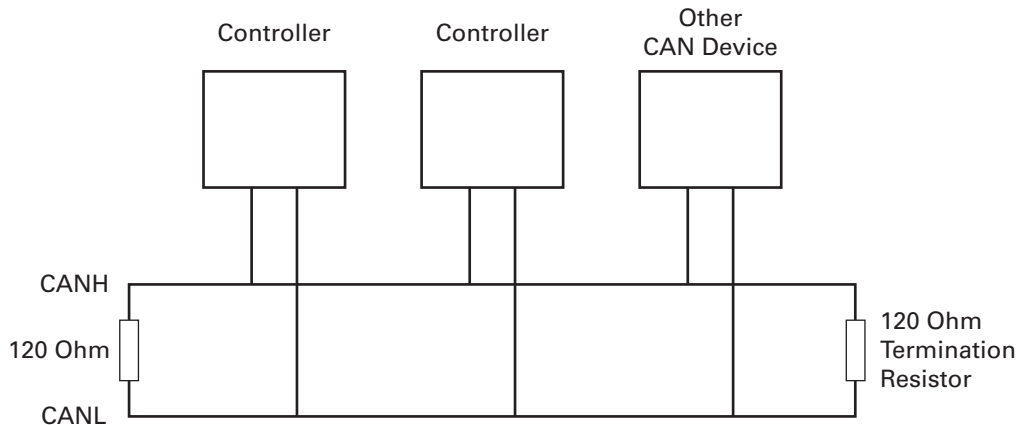 Controller
Controller
Other
CAN Device
CANH
120 Ohm
CANL
120 Ohm
Termination
Resistor